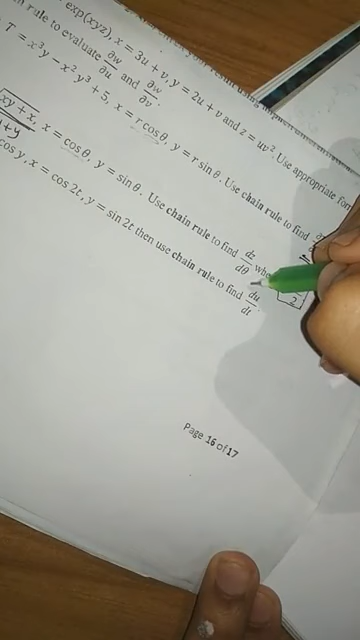 exp(xyz), x = 3u + v, y = 2u + v and z = uv². Use appropriate form
rule to evaluate ∂w/∂u and ∂w/∂v.
T = x³y − x²y³ + 5, x = r cos θ, y = r sin θ. Use chain rule to find
xy + x, x = cos θ, y = sin θ. Use chain rule to find dz/dθ
cos y, x = cos 2t, y = sin 2t then use chain rule to find du/dt
Page 16 of 17